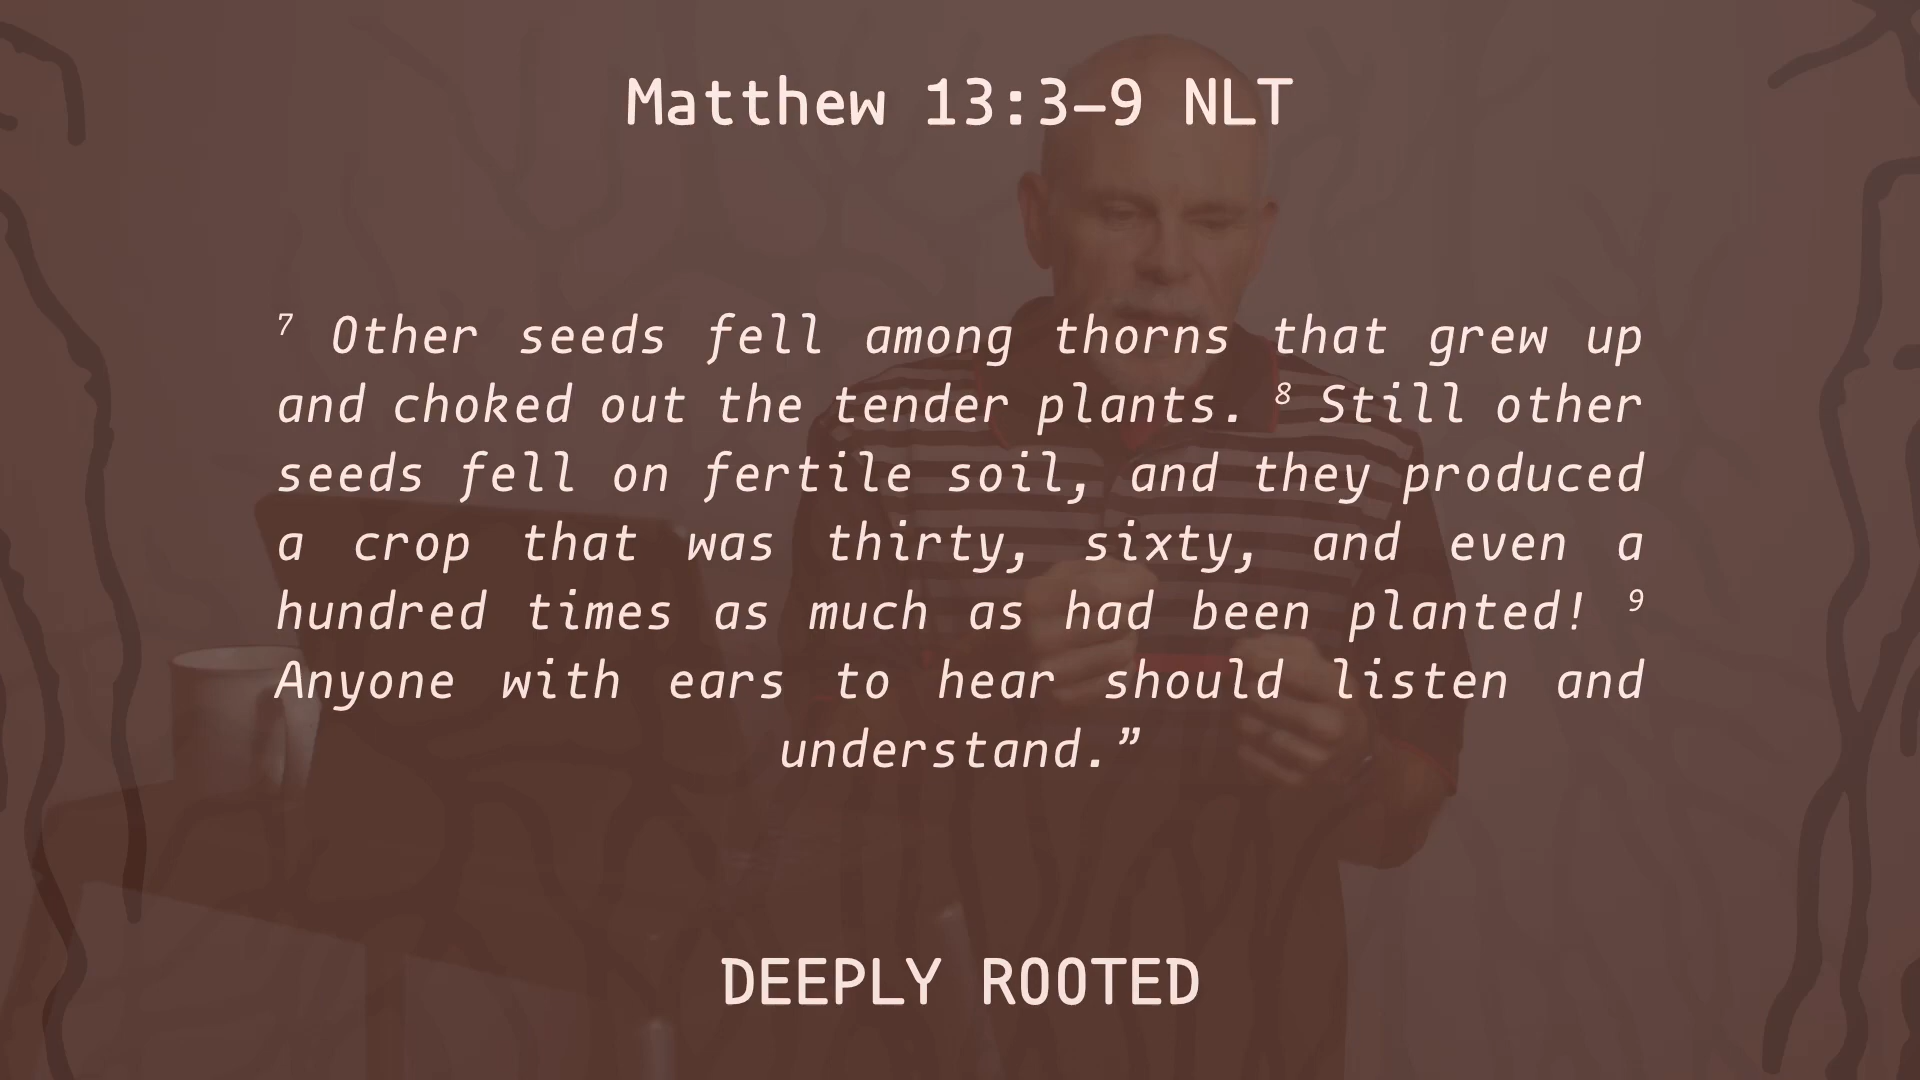 Matthew 13:3–9 NLT
⁷ Other seeds fell among thorns that grew up
and choked out the tender plants. ⁸ Still other
seeds fell on fertile soil, and they produced
a crop that was thirty, sixty, and even a
hundred times as much as had been planted! ⁹
Anyone with ears to hear should listen and
understand.”
DEEPLY ROOTED